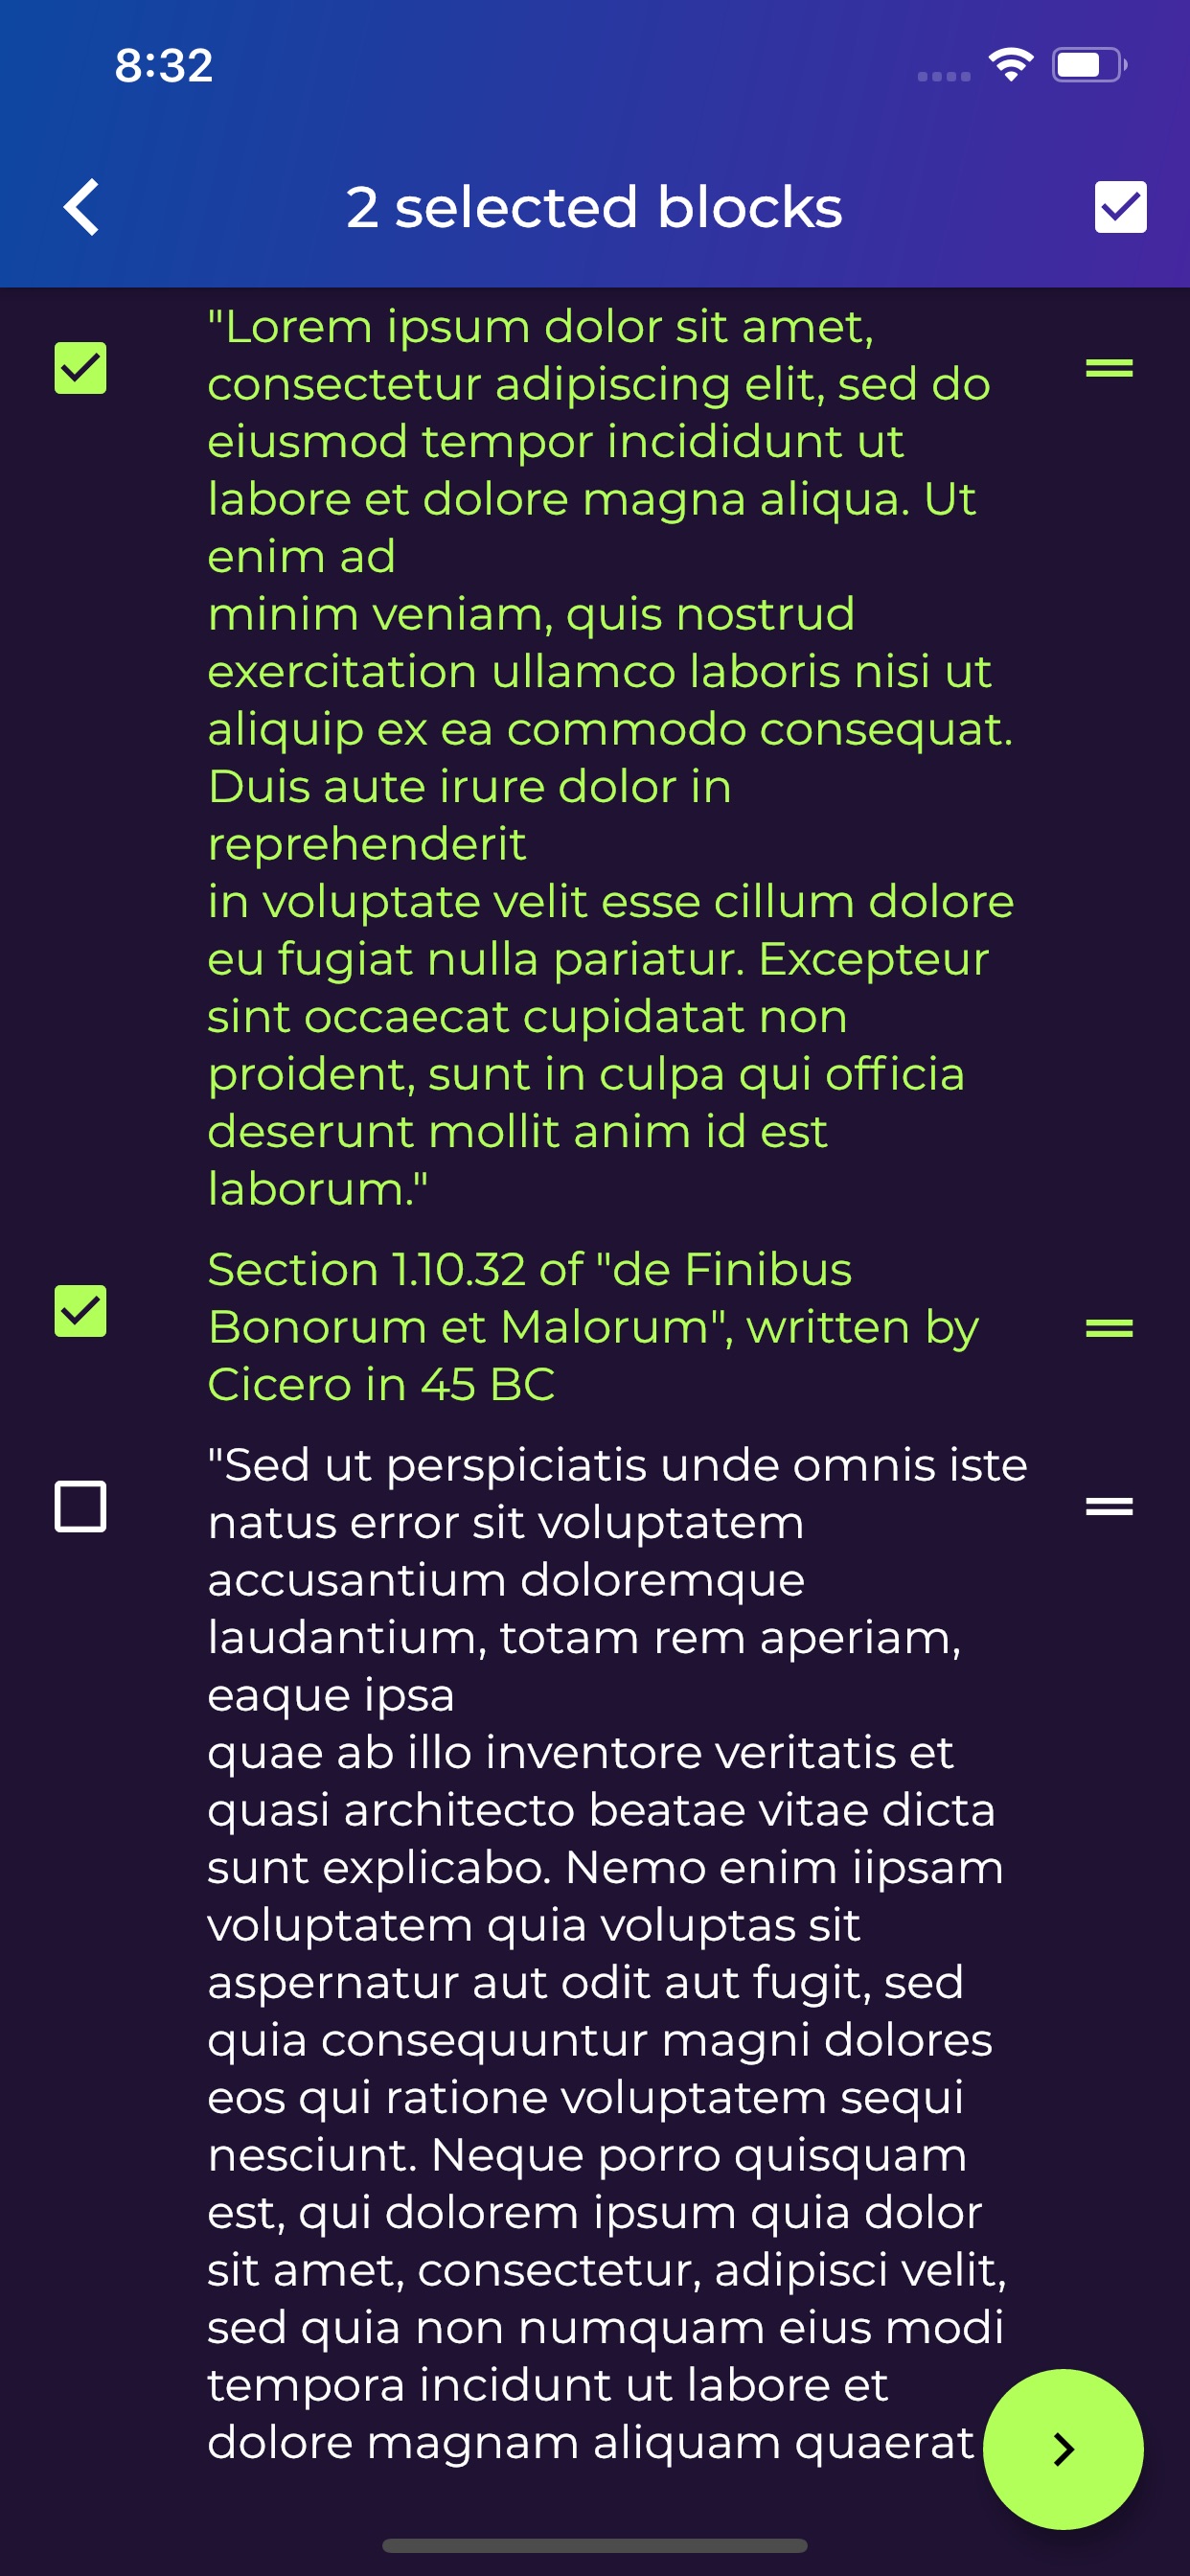 8:32
2 selected blocks
"Lorem ipsum dolor sit amet,
consectetur adipiscing elit, sed do
eiusmod tempor incididunt ut
labore et dolore magna aliqua. Ut
enim ad
minim veniam, quis nostrud
exercitation ullamco laboris nisi ut
aliquip ex ea commodo consequat.
Duis aute irure dolor in
reprehenderit
in voluptate velit esse cillum dolore
eu fugiat nulla pariatur. Excepteur
sint occaecat cupidatat non
proident, sunt in culpa qui officia
deserunt mollit anim id est
laborum."
Section 1.10.32 of "de Finibus
Bonorum et Malorum", written by
Cicero in 45 BC
"Sed ut perspiciatis unde omnis iste
natus error sit voluptatem
accusantium doloremque
laudantium, totam rem aperiam,
eaque ipsa
quae ab illo inventore veritatis et
quasi architecto beatae vitae dicta
sunt explicabo. Nemo enim iipsam
voluptatem quia voluptas sit
aspernatur aut odit aut fugit, sed
quia consequuntur magni dolores
eos qui ratione voluptatem sequi
nesciunt. Neque porro quisquam
est, qui dolorem ipsum quia dolor
sit amet, consectetur, adipisci velit,
sed quia non numquam eius modi
tempora incidunt ut labore et
dolore magnam aliquam quaerat